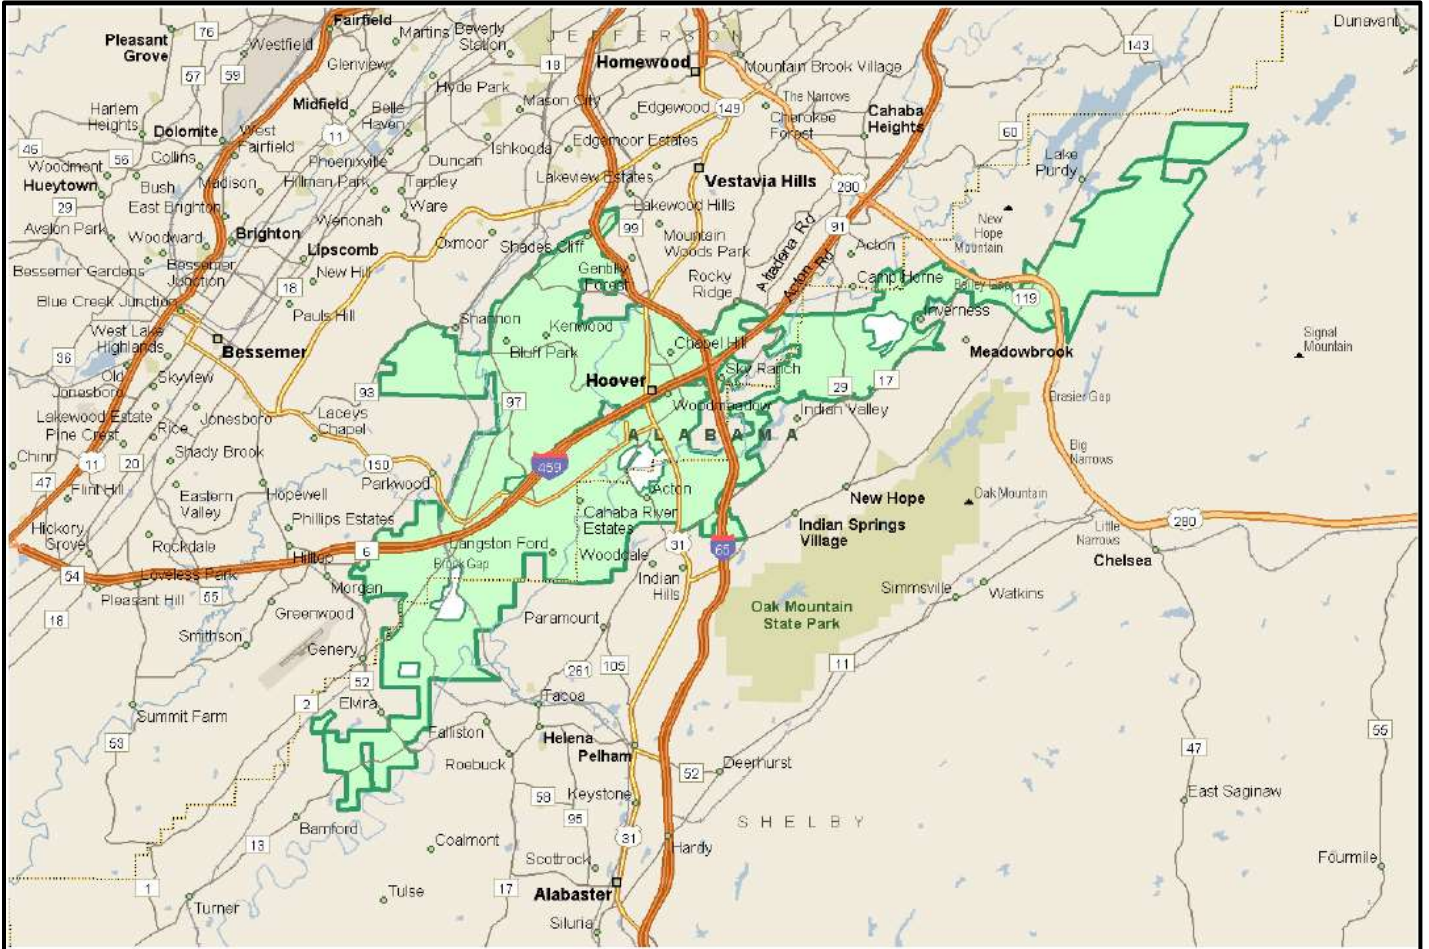 Fairfield
Dunavant
Martins
Beverly
Station
Pleasant
Grove
76
Westfield
JEFFERSON
143
Glenview
18
Homewood
Mountain Brook Village
57
59
Hyde Park
Mason City
Edgewood
149
The Narrows
Cherokee
Forest
Cahaba
Heights
Harlem
Heights
Midfield
Belle
Haven
Dolomite
West
Fairfield
11
60
Edgemoor Estates
Ishkooda
46
Woodment
56
Collins
Phoenixville
Duncan
Lake
Purdy
Hueytown
Bush
Madison
Hillman Park
Tarpley
Lakeview Estates
Vestavia Hills
280
29
East Brighton
Wenonah
Ware
Lakewood Hills
Avalon Park
Woodward
Brighton
Lipscomb
Oxmoor
Shades Cliff
99
Mountain
Woods Park
Altadena Rd
91
Acton
New
Hope
Mountain
Bessemer Gardens
Bessemer
Junction
New Hill
Gentilly
Forest
Rocky
Ridge
Acton Rd
Camp Horne
Bailey Gap
18
119
Blue Creek Junction
Pauls Hill
Shannon
Kenwood
Inverness
West Lake
Highlands
Bessemer
Bluff Park
Chapel Hill
Meadowbrook
Signal
Mountain
36
Old
Jonesboro
Skyview
93
Hoover
Sky Ranch
29
17
Brasier Gap
97
Lakewood Estate
Jonesboro
Laceys
Chapel
Woodmeadow
Indian Valley
Pine Crest
Rice
ALABAMA
Big
Narrows
Chinn
11
20
Shady Brook
150
459
Parkwood
47
Flint Hill
Eastern
Valley
Hopewell
Acton
New Hope
Oak Mountain
Hickory
Grove
Phillips Estates
Cahaba River
Estates
Indian Springs
Village
Little
Narrows
280
Rockdale
6
Langston Ford
Woodcale
31
65
Hilltop
Brock Gap
Chelsea
54
Loveless Park
Indian
Hills
Pleasant Hill
55
Morgan
Simmsville
Watkins
18
Greenwood
Paramount
Oak Mountain
State Park
Smithson
Genery
261
105
11
52
2
Elvira
Tacoa
Summit Farm
53
Falliston
Helena
55
Pelham
47
Roebuck
52
Deerhurst
58
Keystone
East Saginaw
95
SHELBY
Bamford
31
13
Coalmont
Hardy
Scottrock
Fourmile
1
17
Alabaster
Tulse
Turner
Siluria